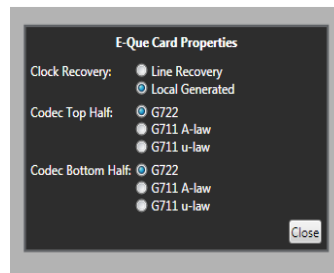 E-Que Card Properties
Clock Recovery: Line Recovery
Local Generated
Codec Top Half: G722
G711 A-law
G711 u-law
Codec Bottom Half: G722
G711 A-law
G711 u-law
Close